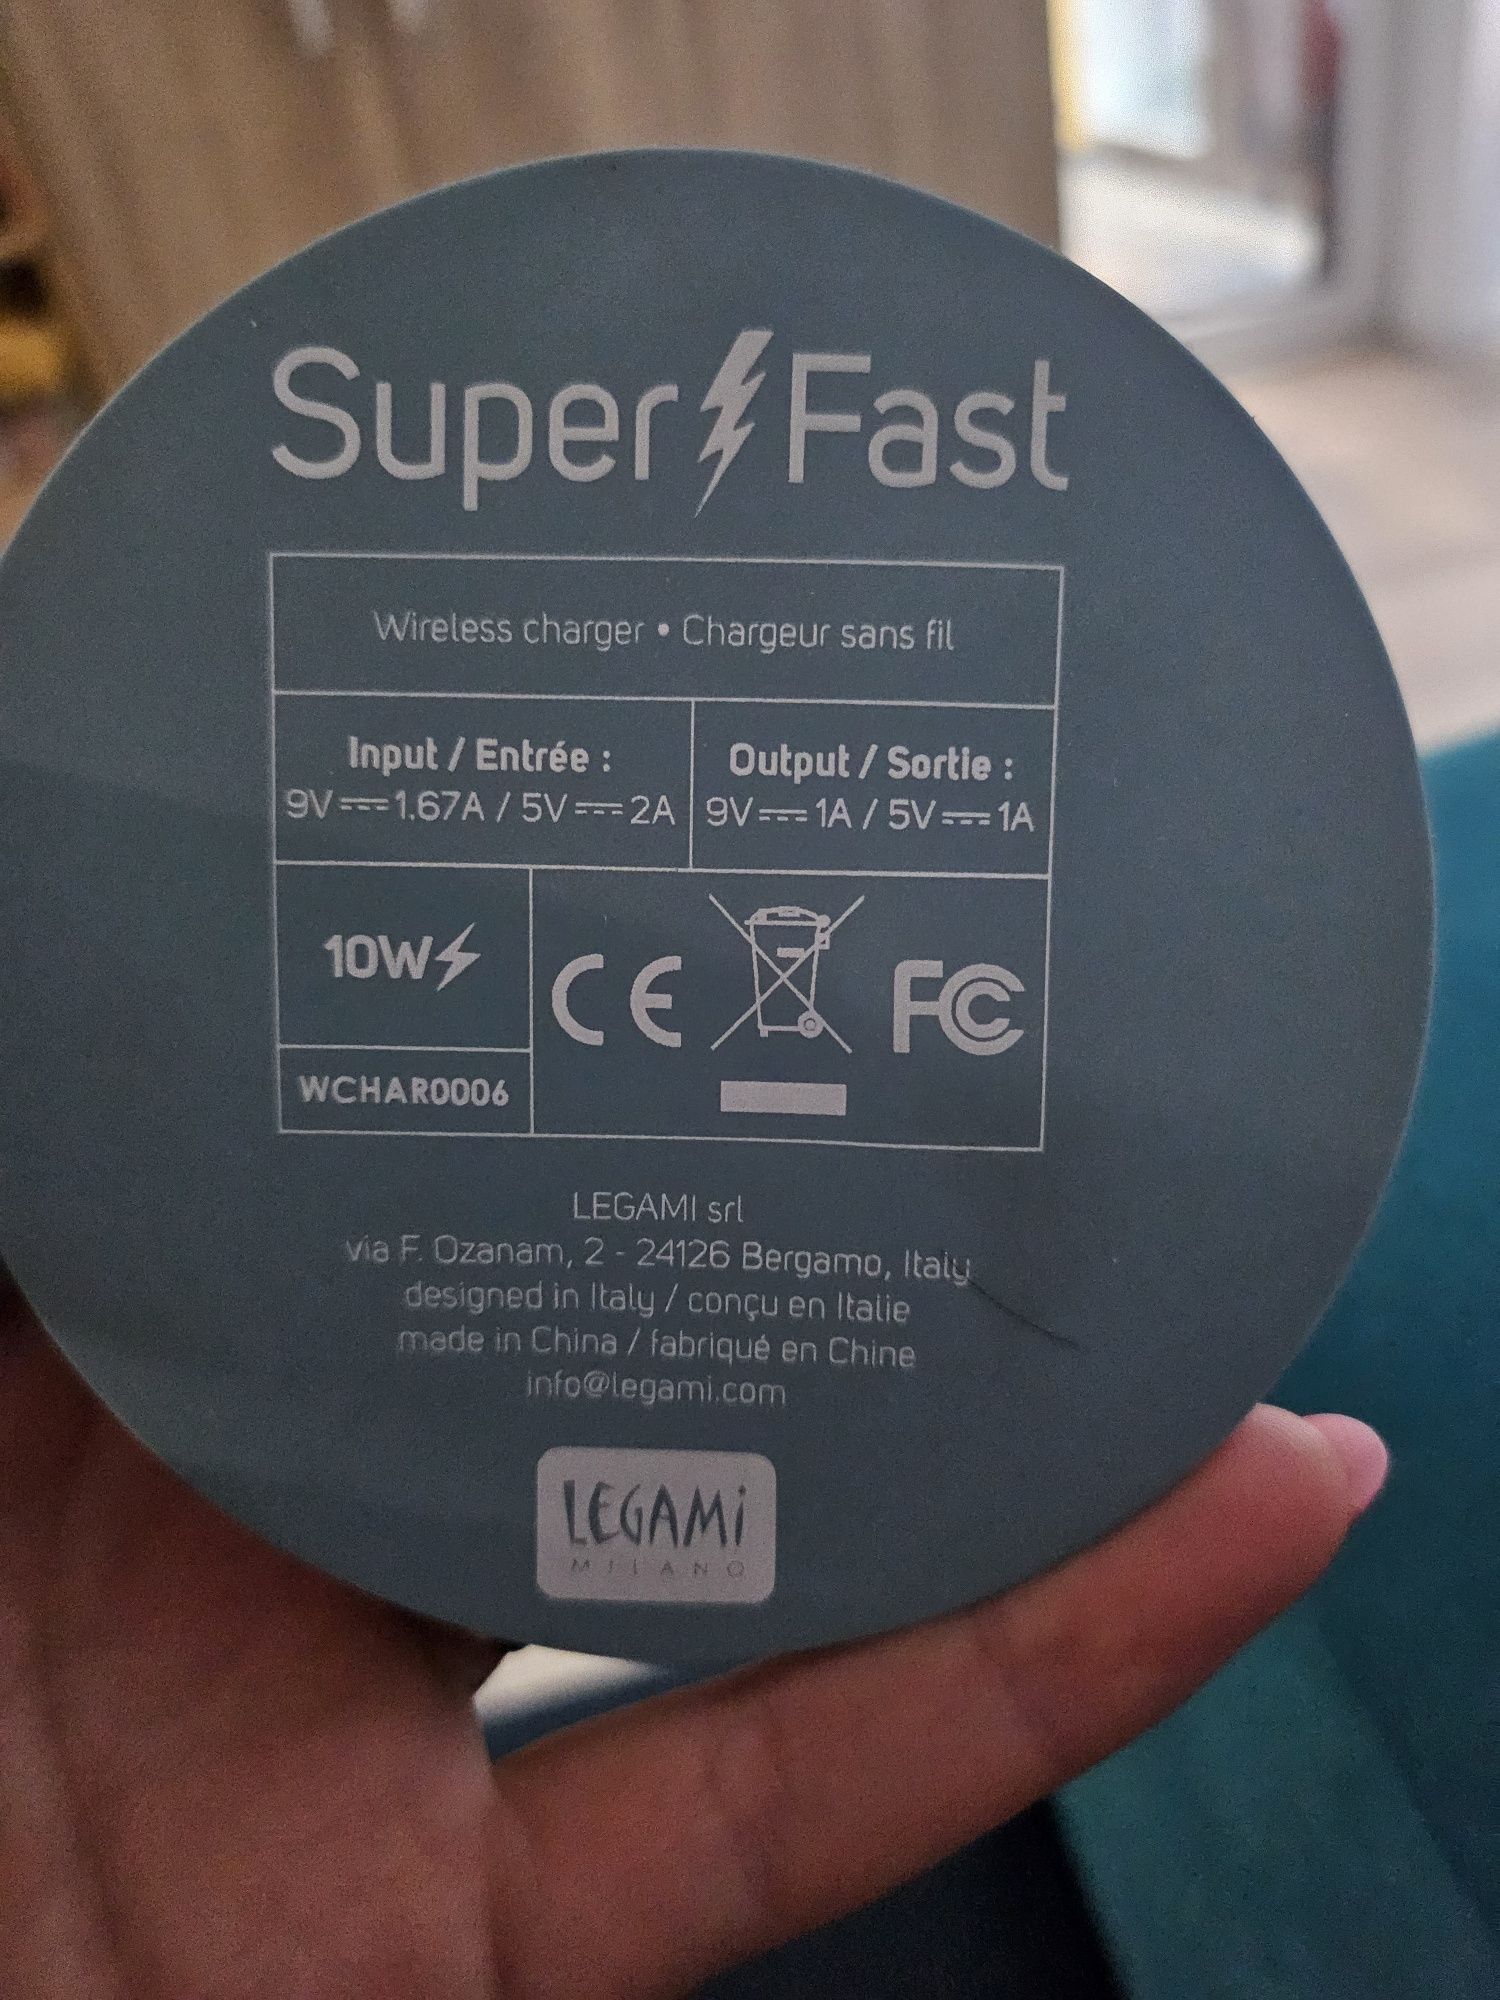 Super Fast
Wireless charger • Chargeur sans fil
Input / Entrée :
9V⎓1.67A / 5V⎓2A
Output / Sortie :
9V⎓1A / 5V⎓1A
10W
CE
FC
WCHAR0006
LEGAMI srl
via F. Ozanam, 2 - 24126 Bergamo, Italy
designed in Italy / conçu en Italie
made in China / fabriqué en Chine
info@legami.com
LEGAMi
MILANO